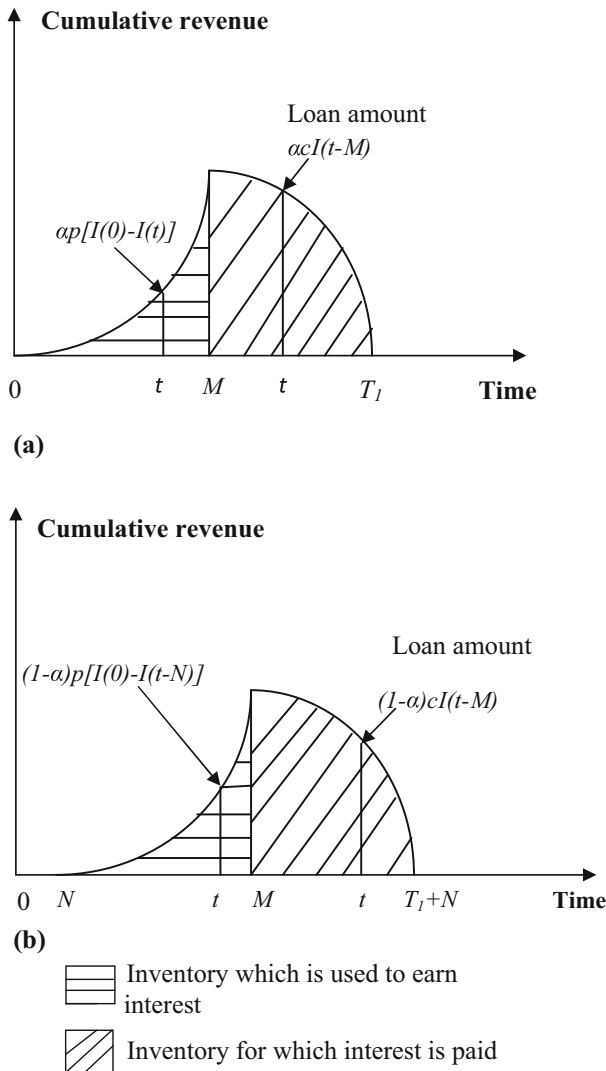 Cumulative revenue
Loan amount
αcI(t-M)
αp[I(0)-I(t)]
0 t M t T₁ Time
(a)
Cumulative revenue
Loan amount
(1-α)p[I(0)-I(t-N)]
(1-α)cI(t-M)
0 N t M t T₁+N Time
(b)
Inventory which is used to earn
interest
Inventory for which interest is paid